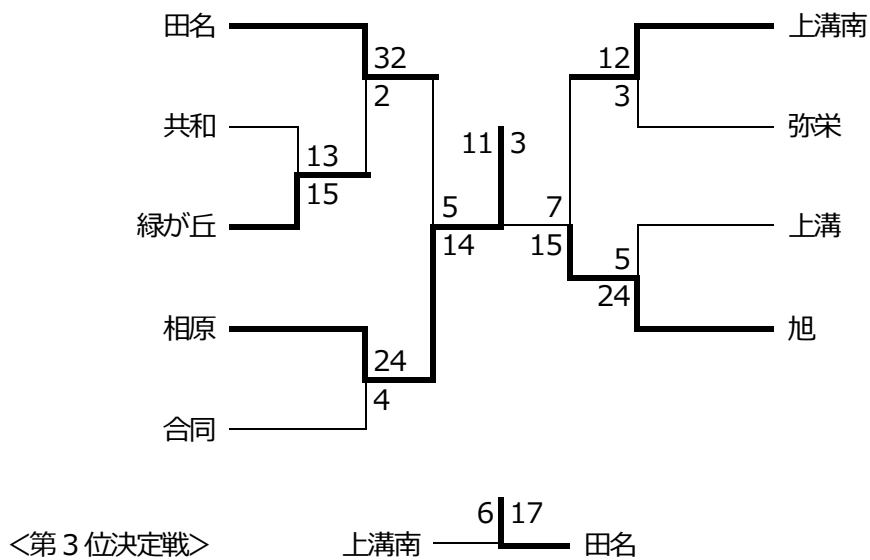 田名 上溝南
32 12
2 3
共和 弥栄
11 3
13
15
緑が丘 5 7 上溝
14 15 5
24
相原 旭
24
4
合同
6 17
<第3位決定戦> 上溝南 田名